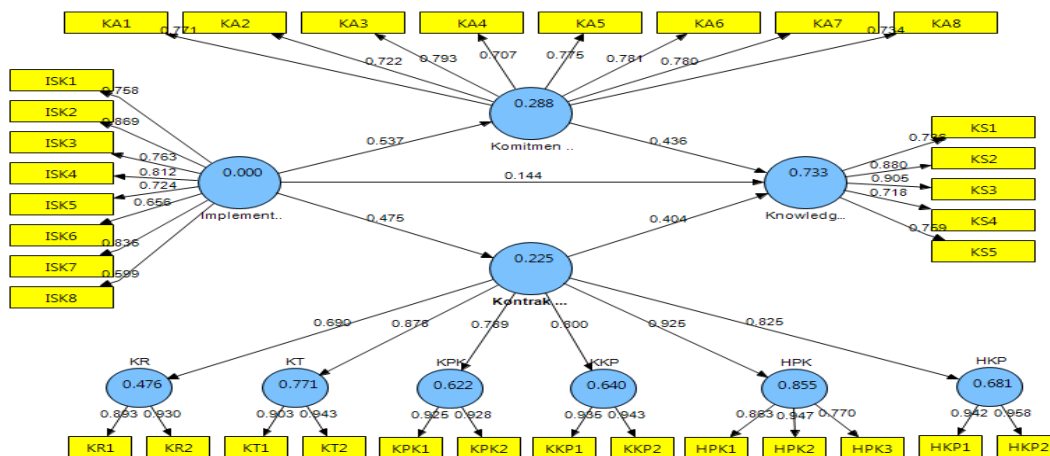 KA1 KA2 KA3 KA4 KA5 KA6 KA7 KA8
0.771 0.722 0.793 0.707 0.775 0.781 0.780 0.734
ISK1
0.758
ISK2
0.869
ISK3
0.763
ISK4
0.812
ISK5
0.724
ISK6
0.656
ISK7
0.836
ISK8
0.599
0.000
Implement..
0.288
Komitmen ..
0.537
0.436
0.144
0.475
0.404
0.733
Knowledg...
KS1
0.736
KS2
0.880
KS3
0.905
KS4
0.718
KS5
0.759
0.225
Kontrak ...
0.690 0.878 0.789 0.800 0.925 0.825
KR KT KPK KKP HPK HKP
0.476 0.771 0.622 0.640 0.855 0.681
0.893 0.930 0.903 0.943 0.925 0.928 0.935 0.943 0.863 0.947 0.770 0.942 0.958
KR1 KR2 KT1 KT2 KPK1 KPK2 KKP1 KKP2 HPK1 HPK2 HPK3 HKP1 HKP2